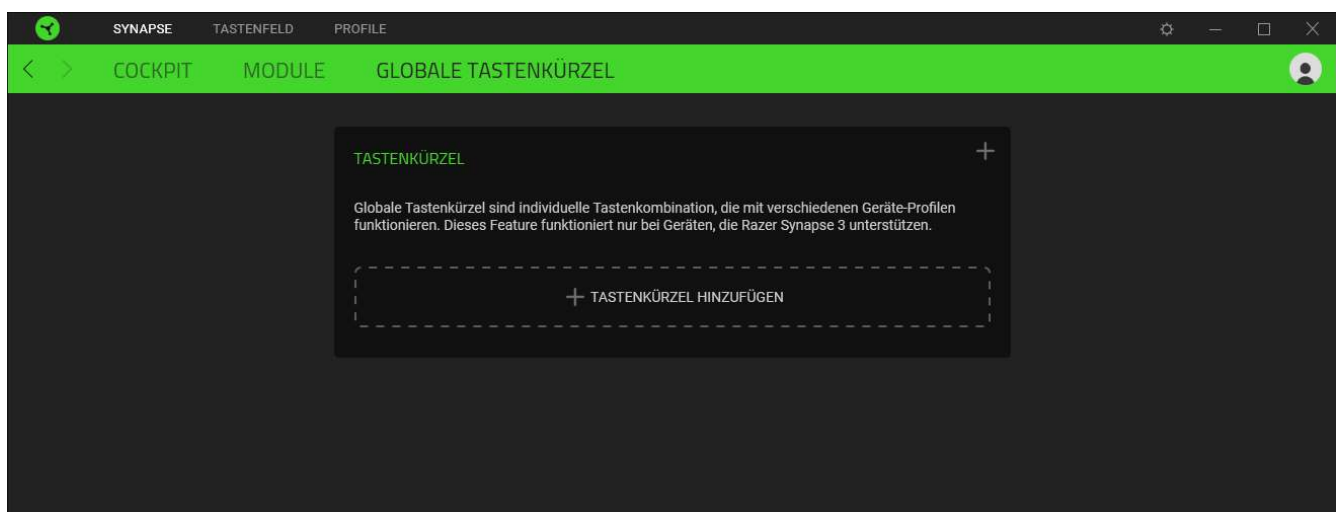 SYNAPSE TASTENFELD PROFILE
COCKPIT MODULE GLOBALE TASTENKÜRZEL
TASTENKÜRZEL
Globale Tastenkürzel sind individuelle Tastenkombination, die mit verschiedenen Geräte-Profilen
funktionieren. Dieses Feature funktioniert nur bei Geräten, die Razer Synapse 3 unterstützen.
TASTENKÜRZEL HINZUFÜGEN